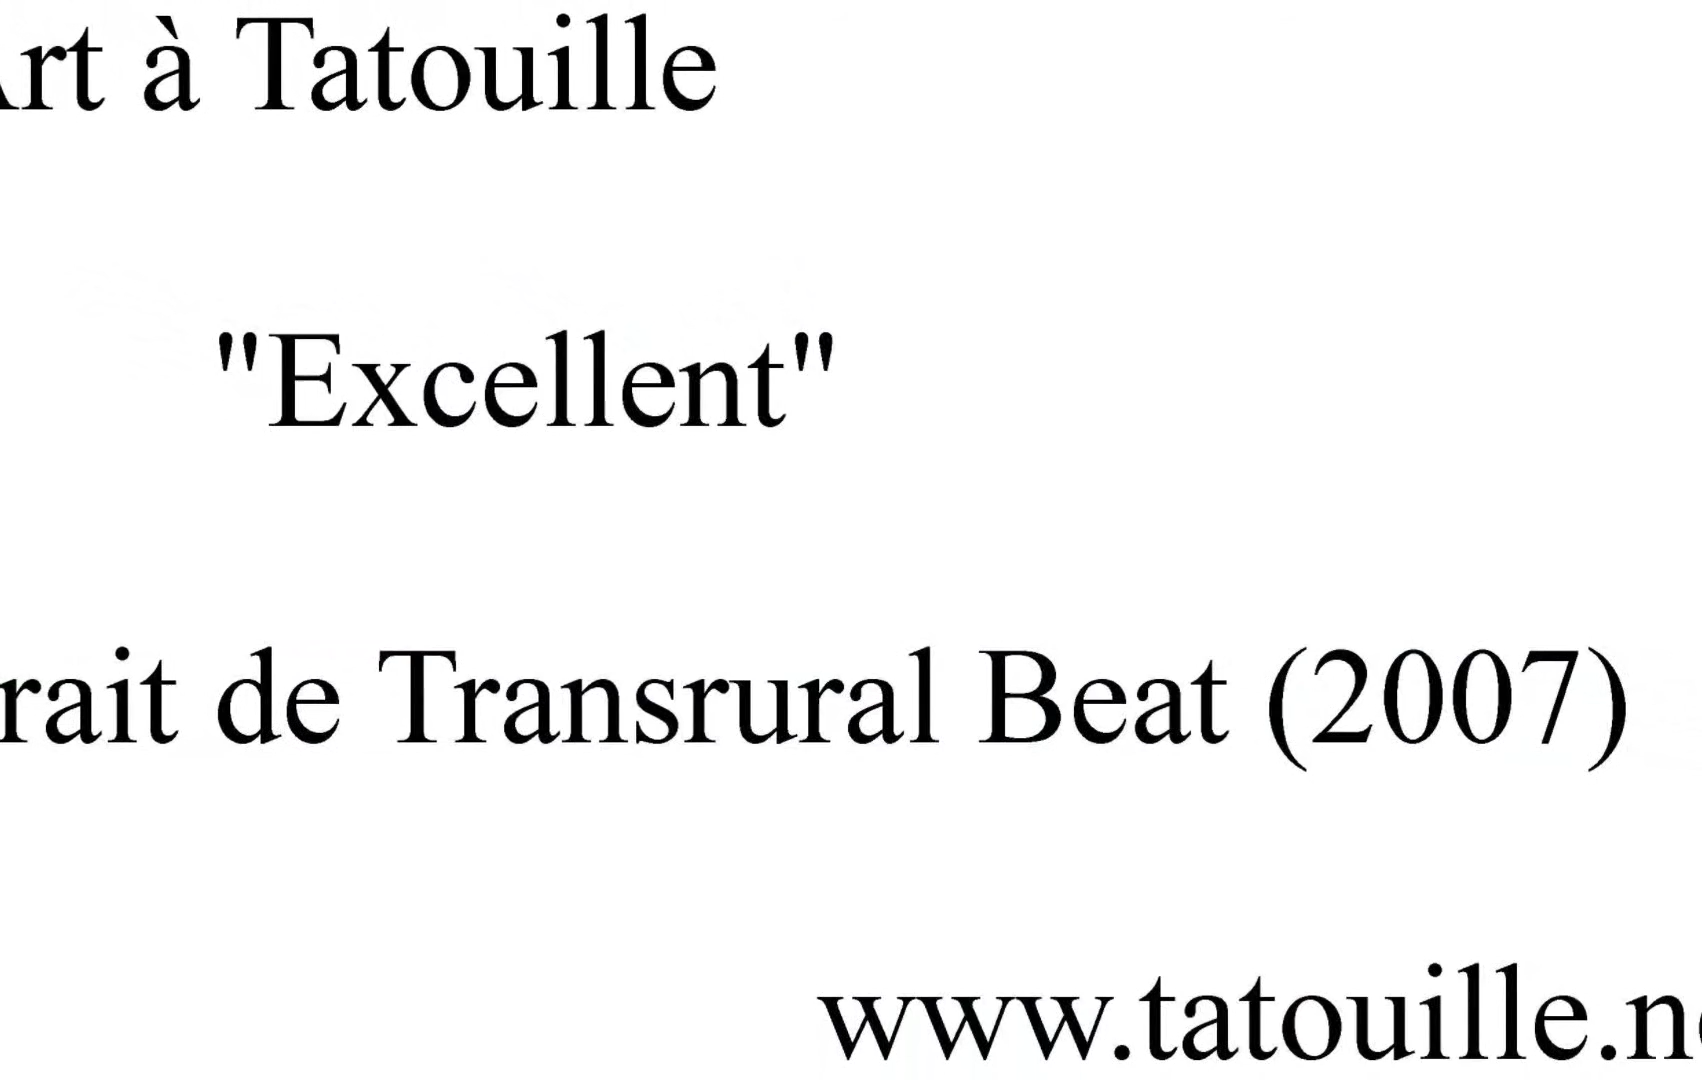 rt à Tatouille
"Excellent"
rait de Transrural Beat (2007)
www.tatouille.n